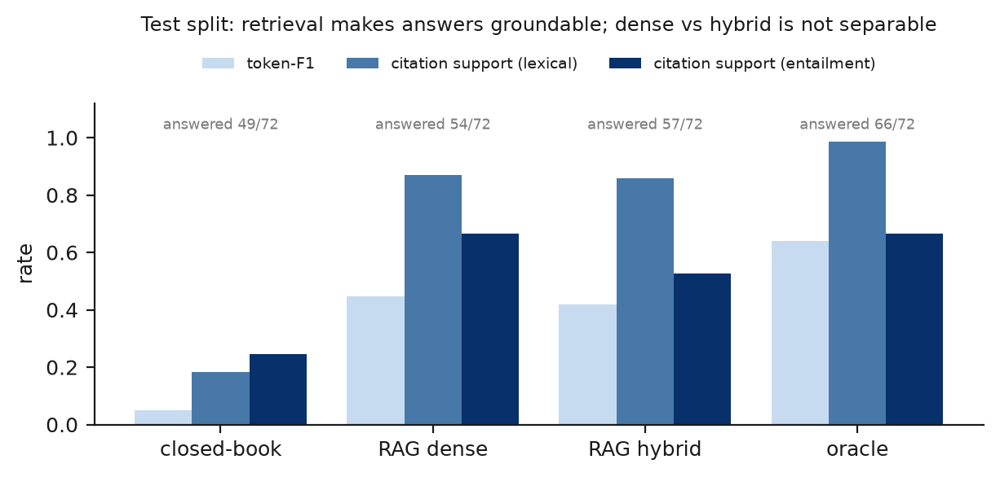 Test split: retrieval makes answers groundable; dense vs hybrid is not separable
token-F1 citation support (lexical) citation support (entailment)
answered 49/72 answered 54/72 answered 57/72 answered 66/72
1.0
0.8
0.6
0.4
0.2
0.0
rate
closed-book RAG dense RAG hybrid oracle